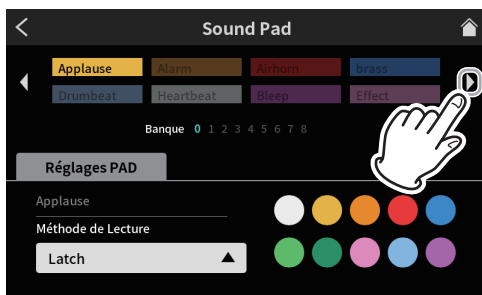 Sound Pad
Applause Alarm Airhorn brass
Drumbeat Heartbeat Bleep Effect
Banque 0 1 2 3 4 5 6 7 8
Réglages PAD
Applause
Méthode de Lecture
Latch